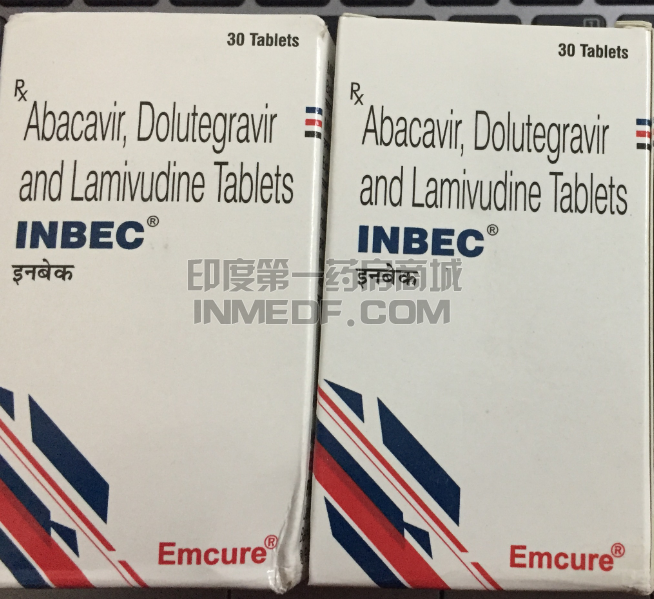 30 Tablets
Rx
Abacavir, Dolutegravir
and Lamivudine Tablets
INBEC®
इनबेक
Emcure®
30 Tablets
Rx
Abacavir, Dolutegravir
and Lamivudine Tablets
INBEC®
इनबेक
Emcure®
印度第一药房商城
INMEDF.COM